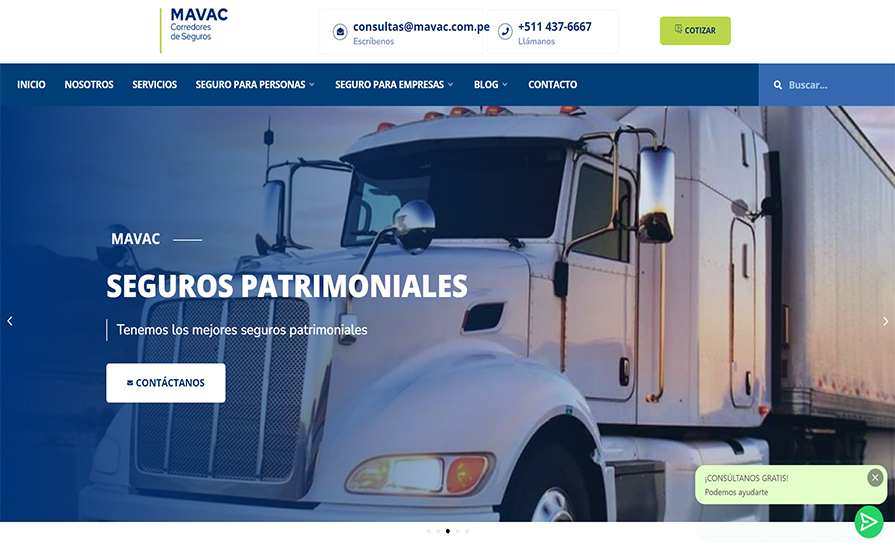 MAVAC
Corredores
de Seguros
consultas@mavac.com.pe
Escríbenos
+511 437-6667
Llámanos
COTIZAR
INICIO NOSOTROS SERVICIOS SEGURO PARA PERSONAS SEGURO PARA EMPRESAS BLOG CONTACTO Buscar...
MAVAC
SEGUROS PATRIMONIALES
Tenemos los mejores seguros patrimoniales
CONTÁCTANOS
¡CONSÚLTANOS GRATIS!
Podemos ayudarte